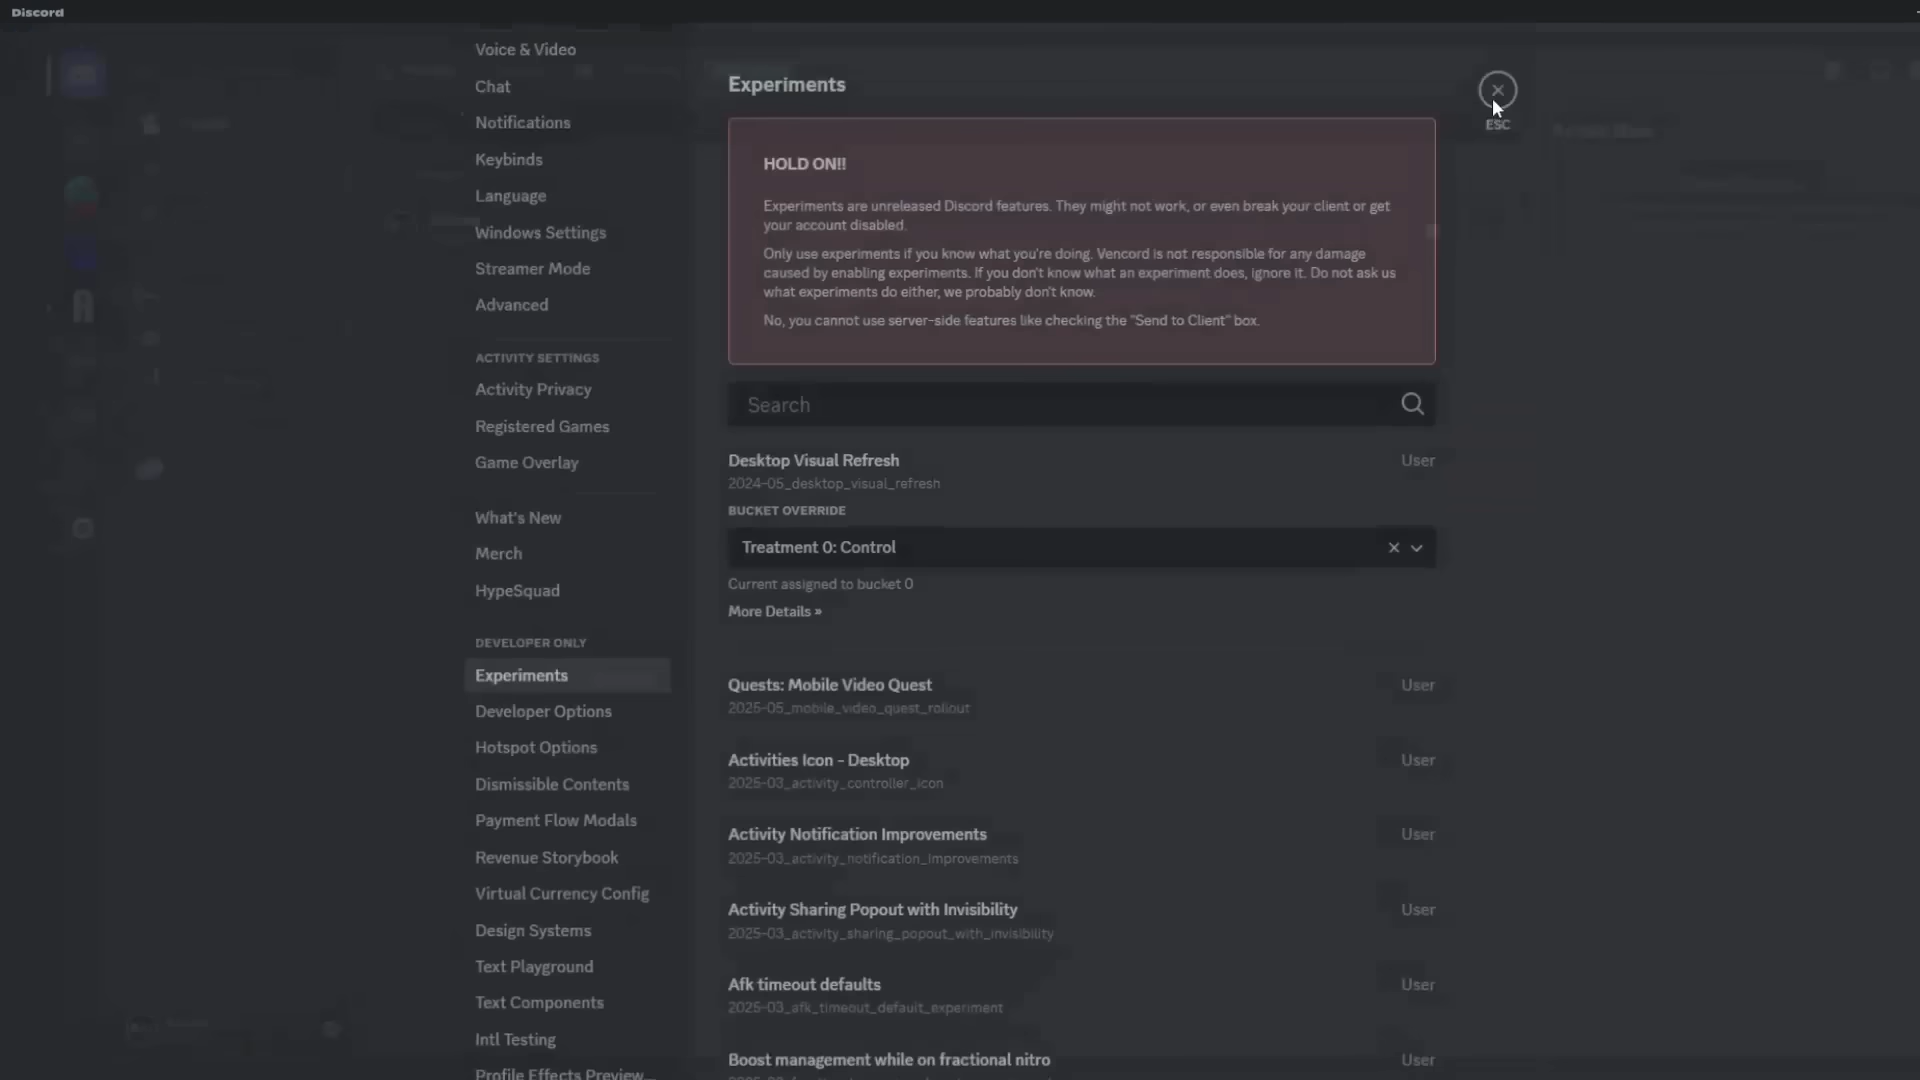 Discord
Voice & Video
Chat
Notifications
Keybinds
Language
Windows Settings
Streamer Mode
Advanced
ACTIVITY SETTINGS
Activity Privacy
Registered Games
Game Overlay
What's New
Merch
HypeSquad
DEVELOPER ONLY
Experiments
Developer Options
Hotspot Options
Dismissible Contents
Payment Flow Modals
Revenue Storybook
Virtual Currency Config
Design Systems
Text Playground
Text Components
Intl Testing
Profile Effects Preview...
Experiments
ESC
HOLD ON!!
Experiments are unreleased Discord features. They might not work, or even break your client or get
your account disabled.
Only use experiments if you know what you're doing. Vencord is not responsible for any damage
caused by enabling experiments. If you don't know what an experiment does, ignore it. Do not ask us
what experiments do either, we probably don't know.
No, you cannot use server-side features like checking the "Send to Client" box.
Search
Desktop Visual Refresh User
2024-05_desktop_visual_refresh
BUCKET OVERRIDE
Treatment 0: Control
Current assigned to bucket 0
More Details »
Quests: Mobile Video Quest User
2025-05_mobile_video_quest_rollout
Activities Icon - Desktop User
2025-03_activity_controller_icon
Activity Notification Improvements User
2025-03_activity_notification_improvements
Activity Sharing Popout with Invisibility User
2025-03_activity_sharing_popout_with_invisibility
Afk timeout defaults User
2025-03_afk_timeout_default_experiment
Boost management while on fractional nitro User